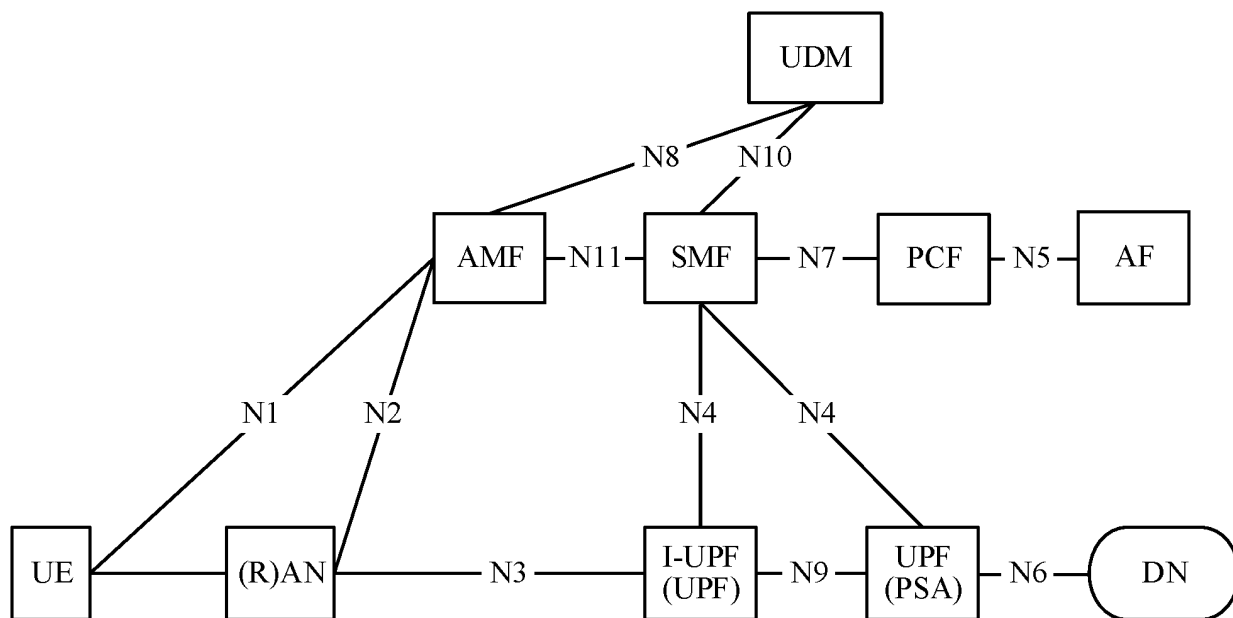 UDM
N8
N10
AMF
N11
SMF
N7
PCF
N5
AF
N1
N2
N4
N4
UE
(R)AN
N3
I-UPF
(UPF)
N9
UPF
(PSA)
N6
DN